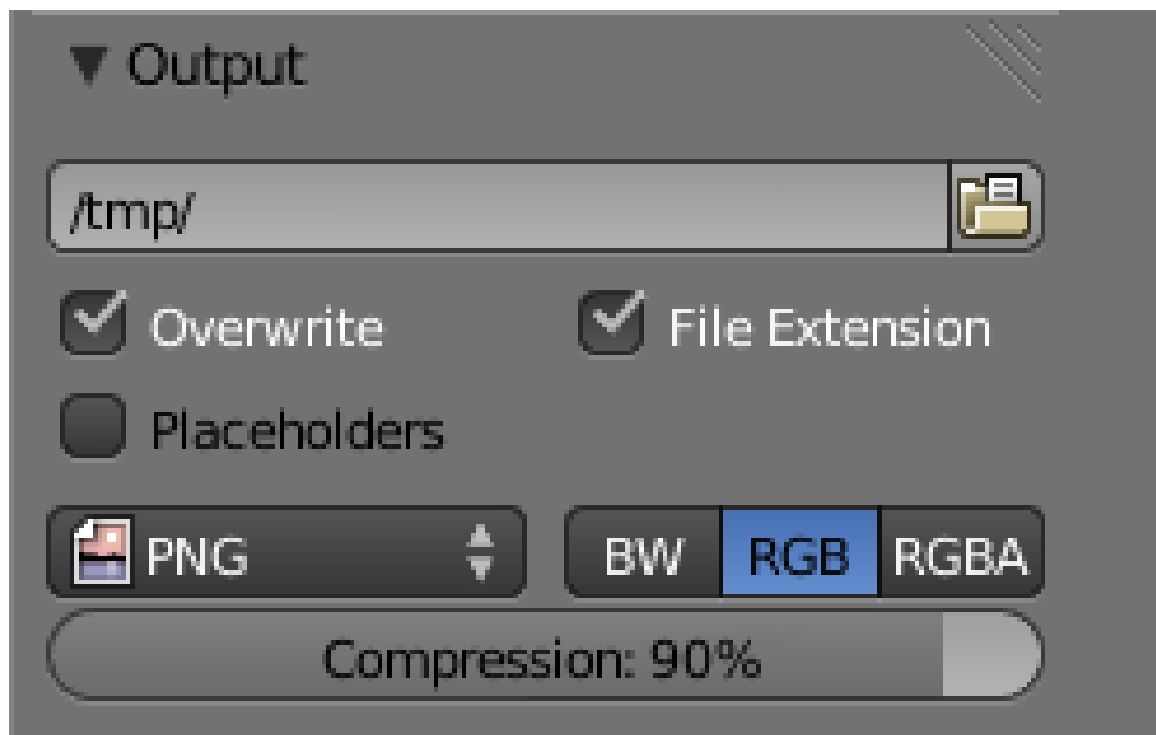 Output
/tmp/
Overwrite File Extension
Placeholders
PNG BW RGB RGBA
Compression: 90%